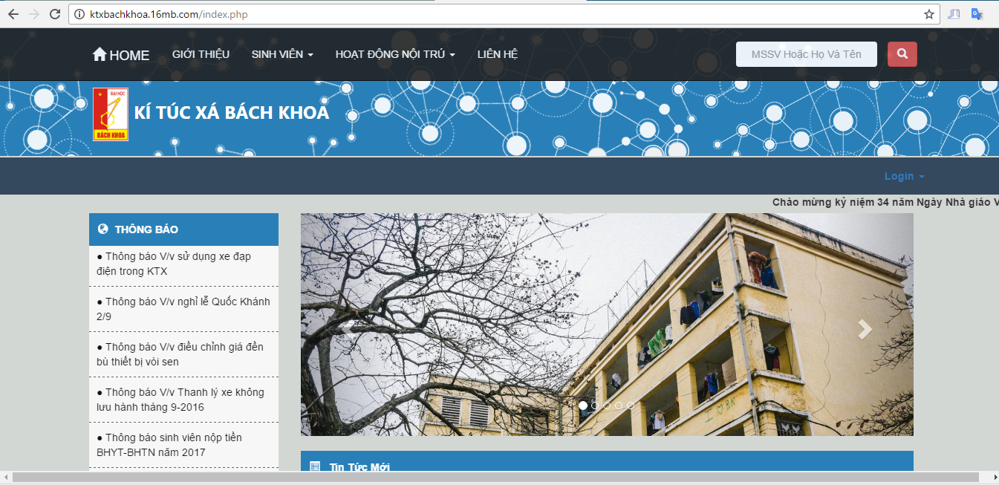 ktxbachkhoa.16mb.com/index.php
HOME GIỚI THIỆU SINH VIÊN HOẠT ĐỘNG NỘI TRÚ LIÊN HỆ MSSV Hoặc Họ Và Tên
ĐẠI HỌC
BÁCH KHOA
KÍ TÚC XÁ BÁCH KHOA
Login
Chào mừng kỷ niệm 34 năm Ngày Nhà giáo V
THÔNG BÁO
● Thông báo V/v sử dụng xe đạp
điện trong KTX
● Thông báo V/v nghỉ lễ Quốc Khánh
2/9
● Thông báo V/v điều chỉnh giá đền
bù thiết bị vòi sen
● Thông báo V/v Thanh lý xe không
lưu hành tháng 9-2016
● Thông báo sinh viên nộp tiền
BHYT-BHTN năm 2017
I ♡ BK
Tin Tức Mới